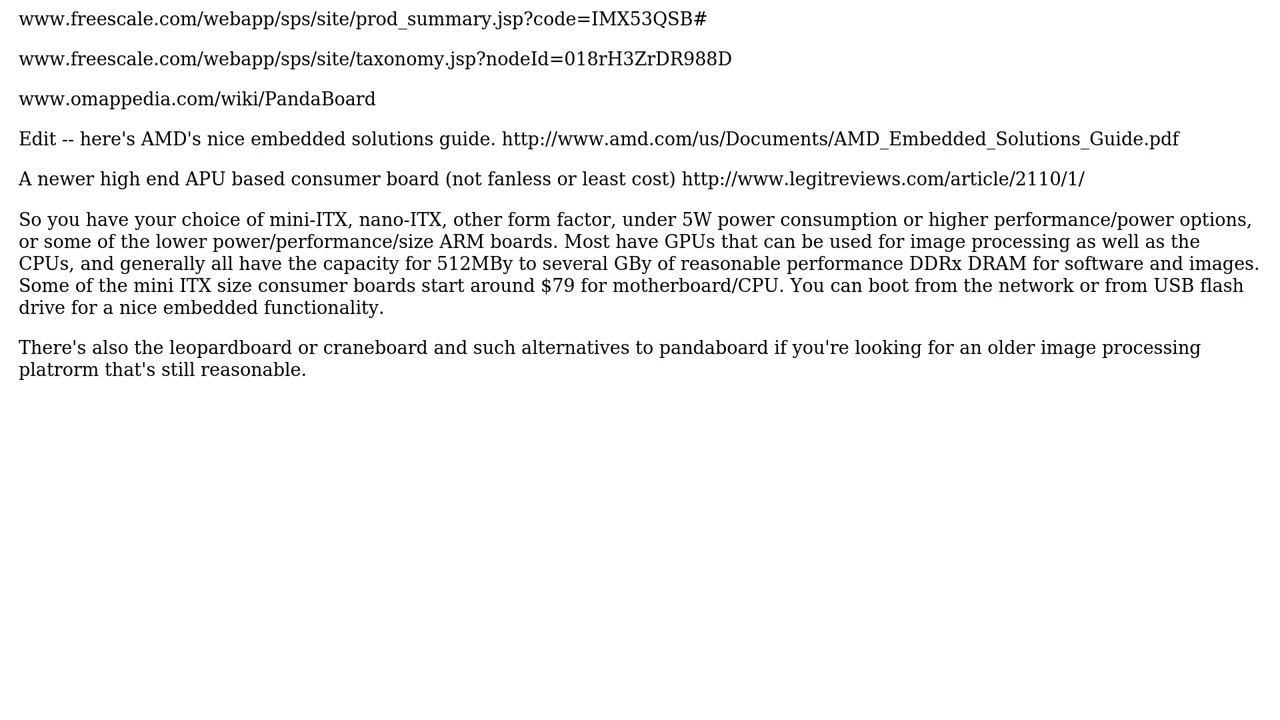 www.freescale.com/webapp/sps/site/prod_summary.jsp?code=IMX53QSB#
www.freescale.com/webapp/sps/site/taxonomy.jsp?nodeId=018rH3ZrDR988D
www.omappedia.com/wiki/PandaBoard
Edit -- here's AMD's nice embedded solutions guide. http://www.amd.com/us/Documents/AMD_Embedded_Solutions_Guide.pdf
A newer high end APU based consumer board (not fanless or least cost) http://www.legitreviews.com/article/2110/1/
So you have your choice of mini-ITX, nano-ITX, other form factor, under 5W power consumption or higher performance/power options,
or some of the lower power/performance/size ARM boards. Most have GPUs that can be used for image processing as well as the
CPUs, and generally all have the capacity for 512MBy to several GBy of reasonable performance DDRx DRAM for software and images.
Some of the mini ITX size consumer boards start around $79 for motherboard/CPU. You can boot from the network or from USB flash
drive for a nice embedded functionality.
There's also the leopardboard or craneboard and such alternatives to pandaboard if you're looking for an older image processing
platrorm that's still reasonable.